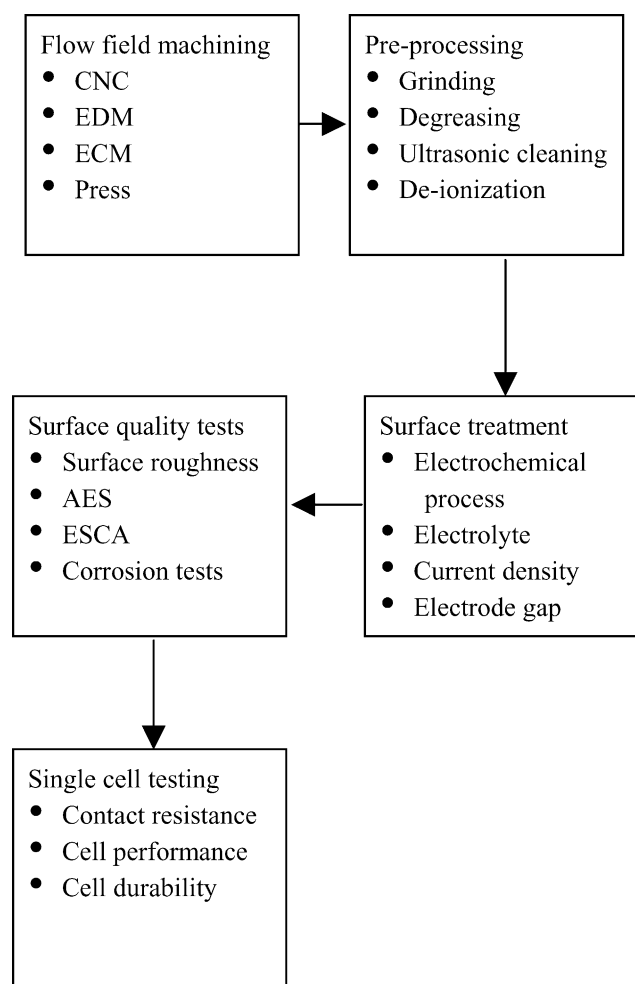 Flow field machining
• CNC
• EDM
• ECM
• Press
Pre-processing
• Grinding
• Degreasing
• Ultrasonic cleaning
• De-ionization
Surface treatment
• Electrochemical
process
• Electrolyte
• Current density
• Electrode gap
Surface quality tests
• Surface roughness
• AES
• ESCA
• Corrosion tests
Single cell testing
• Contact resistance
• Cell performance
• Cell durability